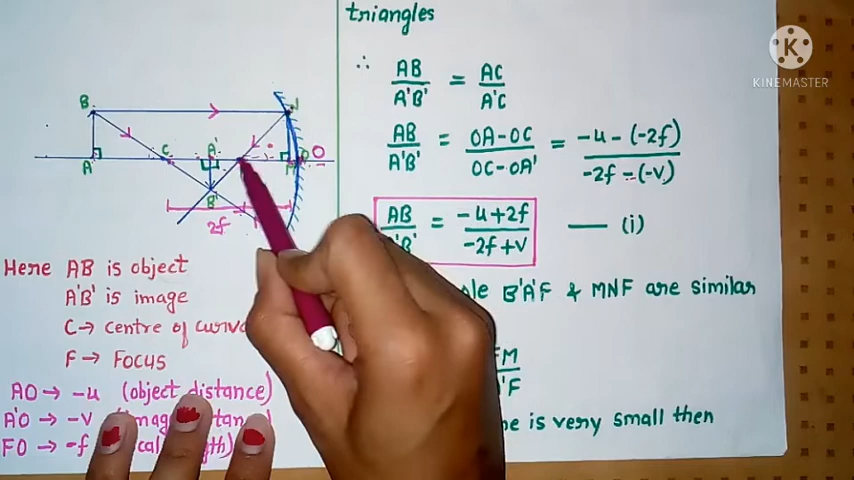 triangles
∴ AB/A'B' = AC/A'C
AB/A'B' = OA-OC/OC-OA' = -u-(-2f)/-2f-(-v)
AB/A'B' = -u+2f/-2f+v — (i)
B'A'F & MNF are similar
is very small then
B
N
A
C
A'
M
O
B'
2f
Here AB is object
A'B' is image
C→ centre of
F → Focus
AO → -u (object distance)
A'O → -v
FO → -f
K
KINEMASTER